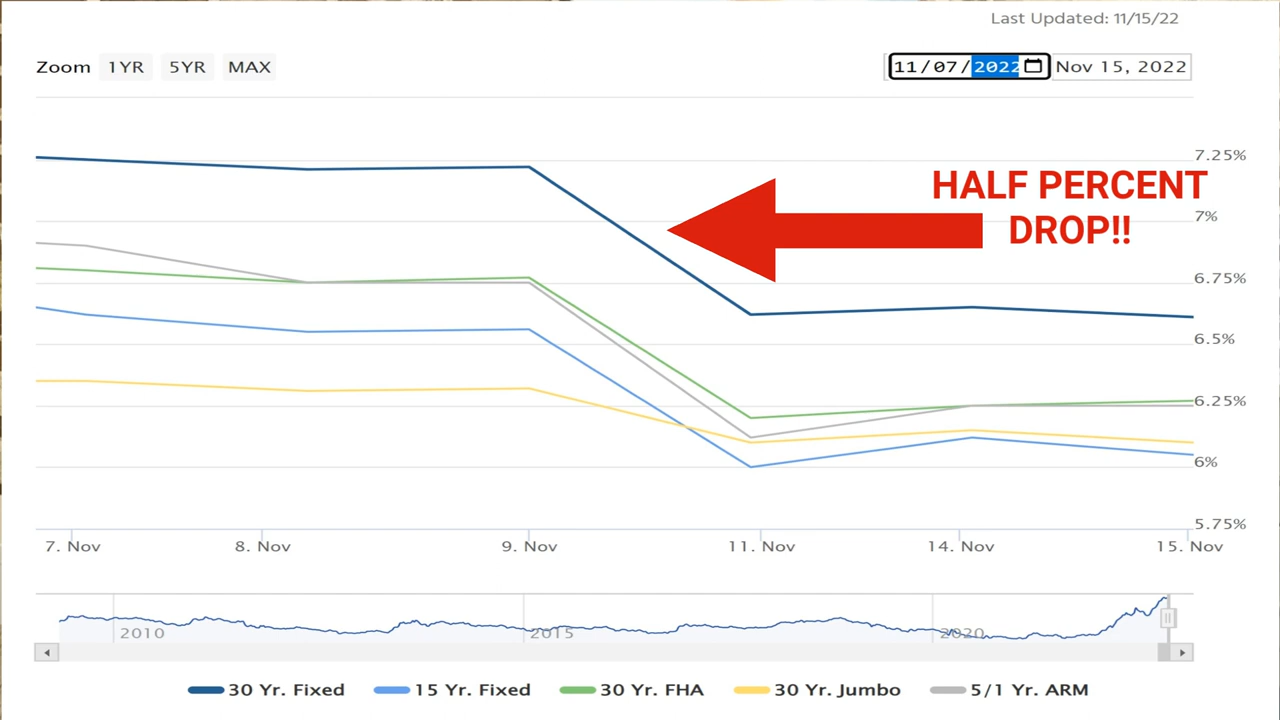 Last Updated: 11/15/22
Zoom 1YR 5YR MAX 11/07/2022 Nov 15, 2022
7.25%
HALF PERCENT
7%
DROP!!
6.75%
6.5%
6.25%
6%
5.75%
7. Nov 8. Nov 9. Nov 11. Nov 14. Nov 15. Nov
2010 2015 2020
30 Yr. Fixed 15 Yr. Fixed 30 Yr. FHA 30 Yr. Jumbo 5/1 Yr. ARM